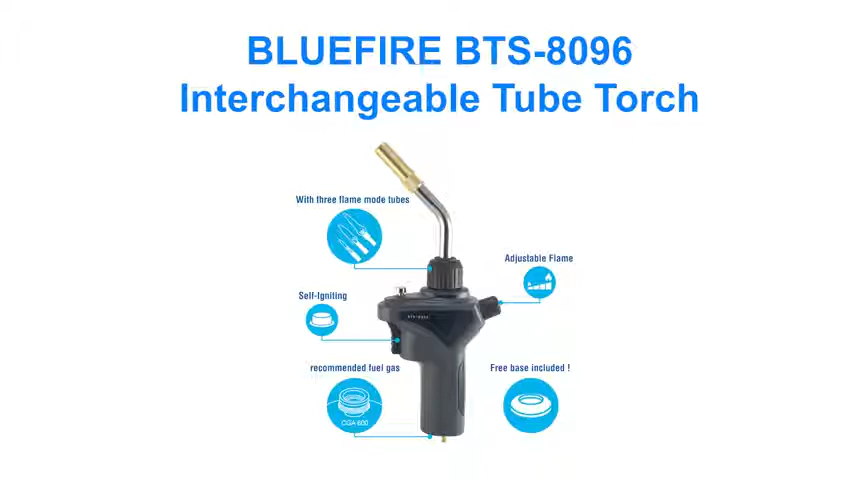 BLUEFIRE BTS-8096
Interchangeable Tube Torch
With three flame mode tubes
Adjustable Flame
Self-Igniting
recommended fuel gas
Free base included !
CGA 600